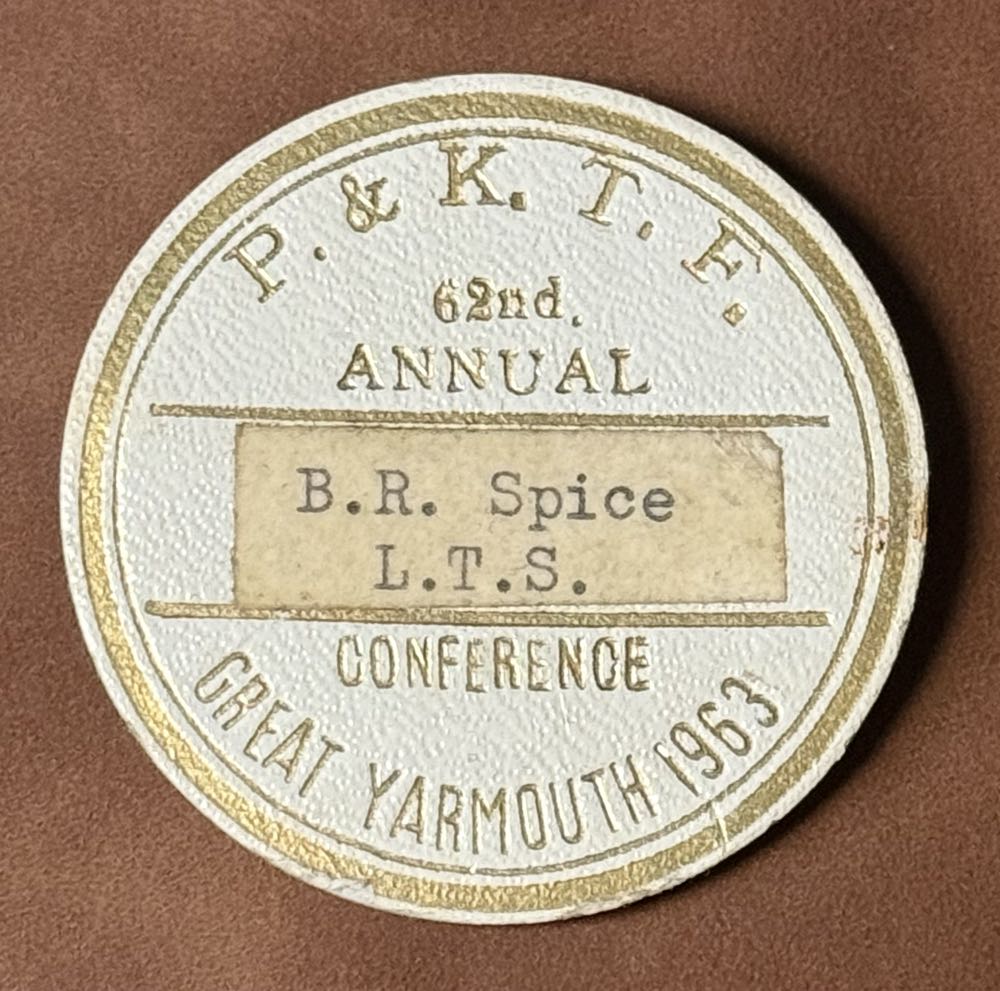 P. & K. T. F.
62nd.
ANNUAL
B.R. Spice
L.T.S.
CONFERENCE
GREAT YARMOUTH 1963